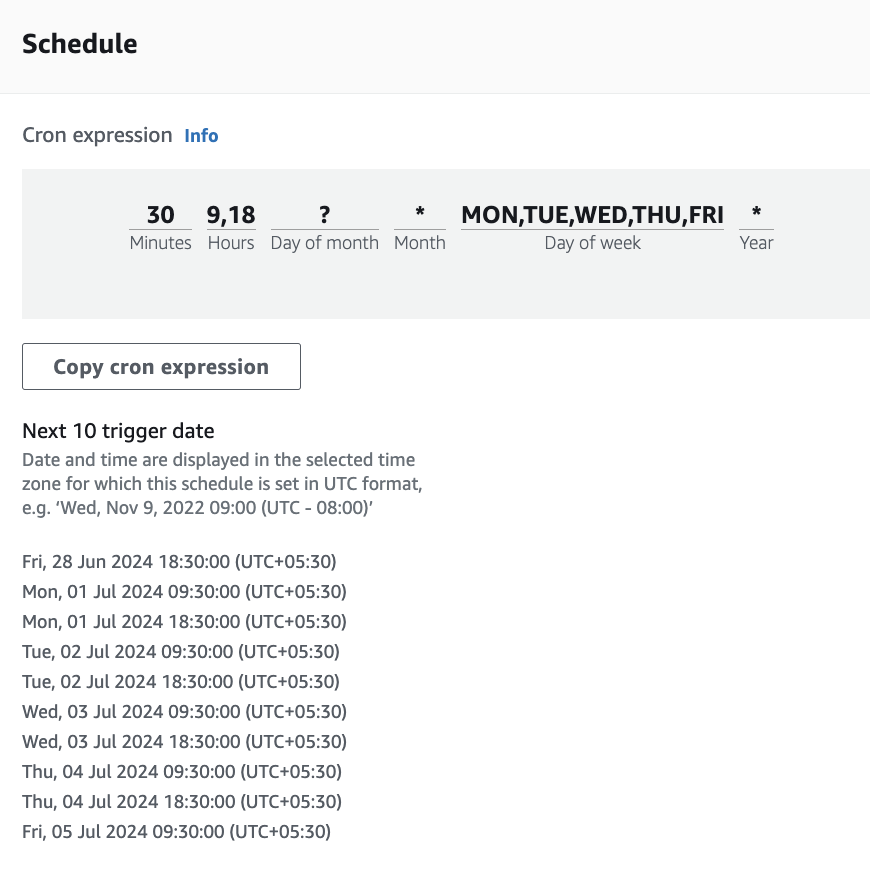 Schedule
Cron expression Info
30 9,18 ? * MON,TUE,WED,THU,FRI *
Minutes Hours Day of month Month Day of week Year
Copy cron expression
Next 10 trigger date
Date and time are displayed in the selected time
zone for which this schedule is set in UTC format,
e.g. ‘Wed, Nov 9, 2022 09:00 (UTC - 08:00)’
Fri, 28 Jun 2024 18:30:00 (UTC+05:30)
Mon, 01 Jul 2024 09:30:00 (UTC+05:30)
Mon, 01 Jul 2024 18:30:00 (UTC+05:30)
Tue, 02 Jul 2024 09:30:00 (UTC+05:30)
Tue, 02 Jul 2024 18:30:00 (UTC+05:30)
Wed, 03 Jul 2024 09:30:00 (UTC+05:30)
Wed, 03 Jul 2024 18:30:00 (UTC+05:30)
Thu, 04 Jul 2024 09:30:00 (UTC+05:30)
Thu, 04 Jul 2024 18:30:00 (UTC+05:30)
Fri, 05 Jul 2024 09:30:00 (UTC+05:30)